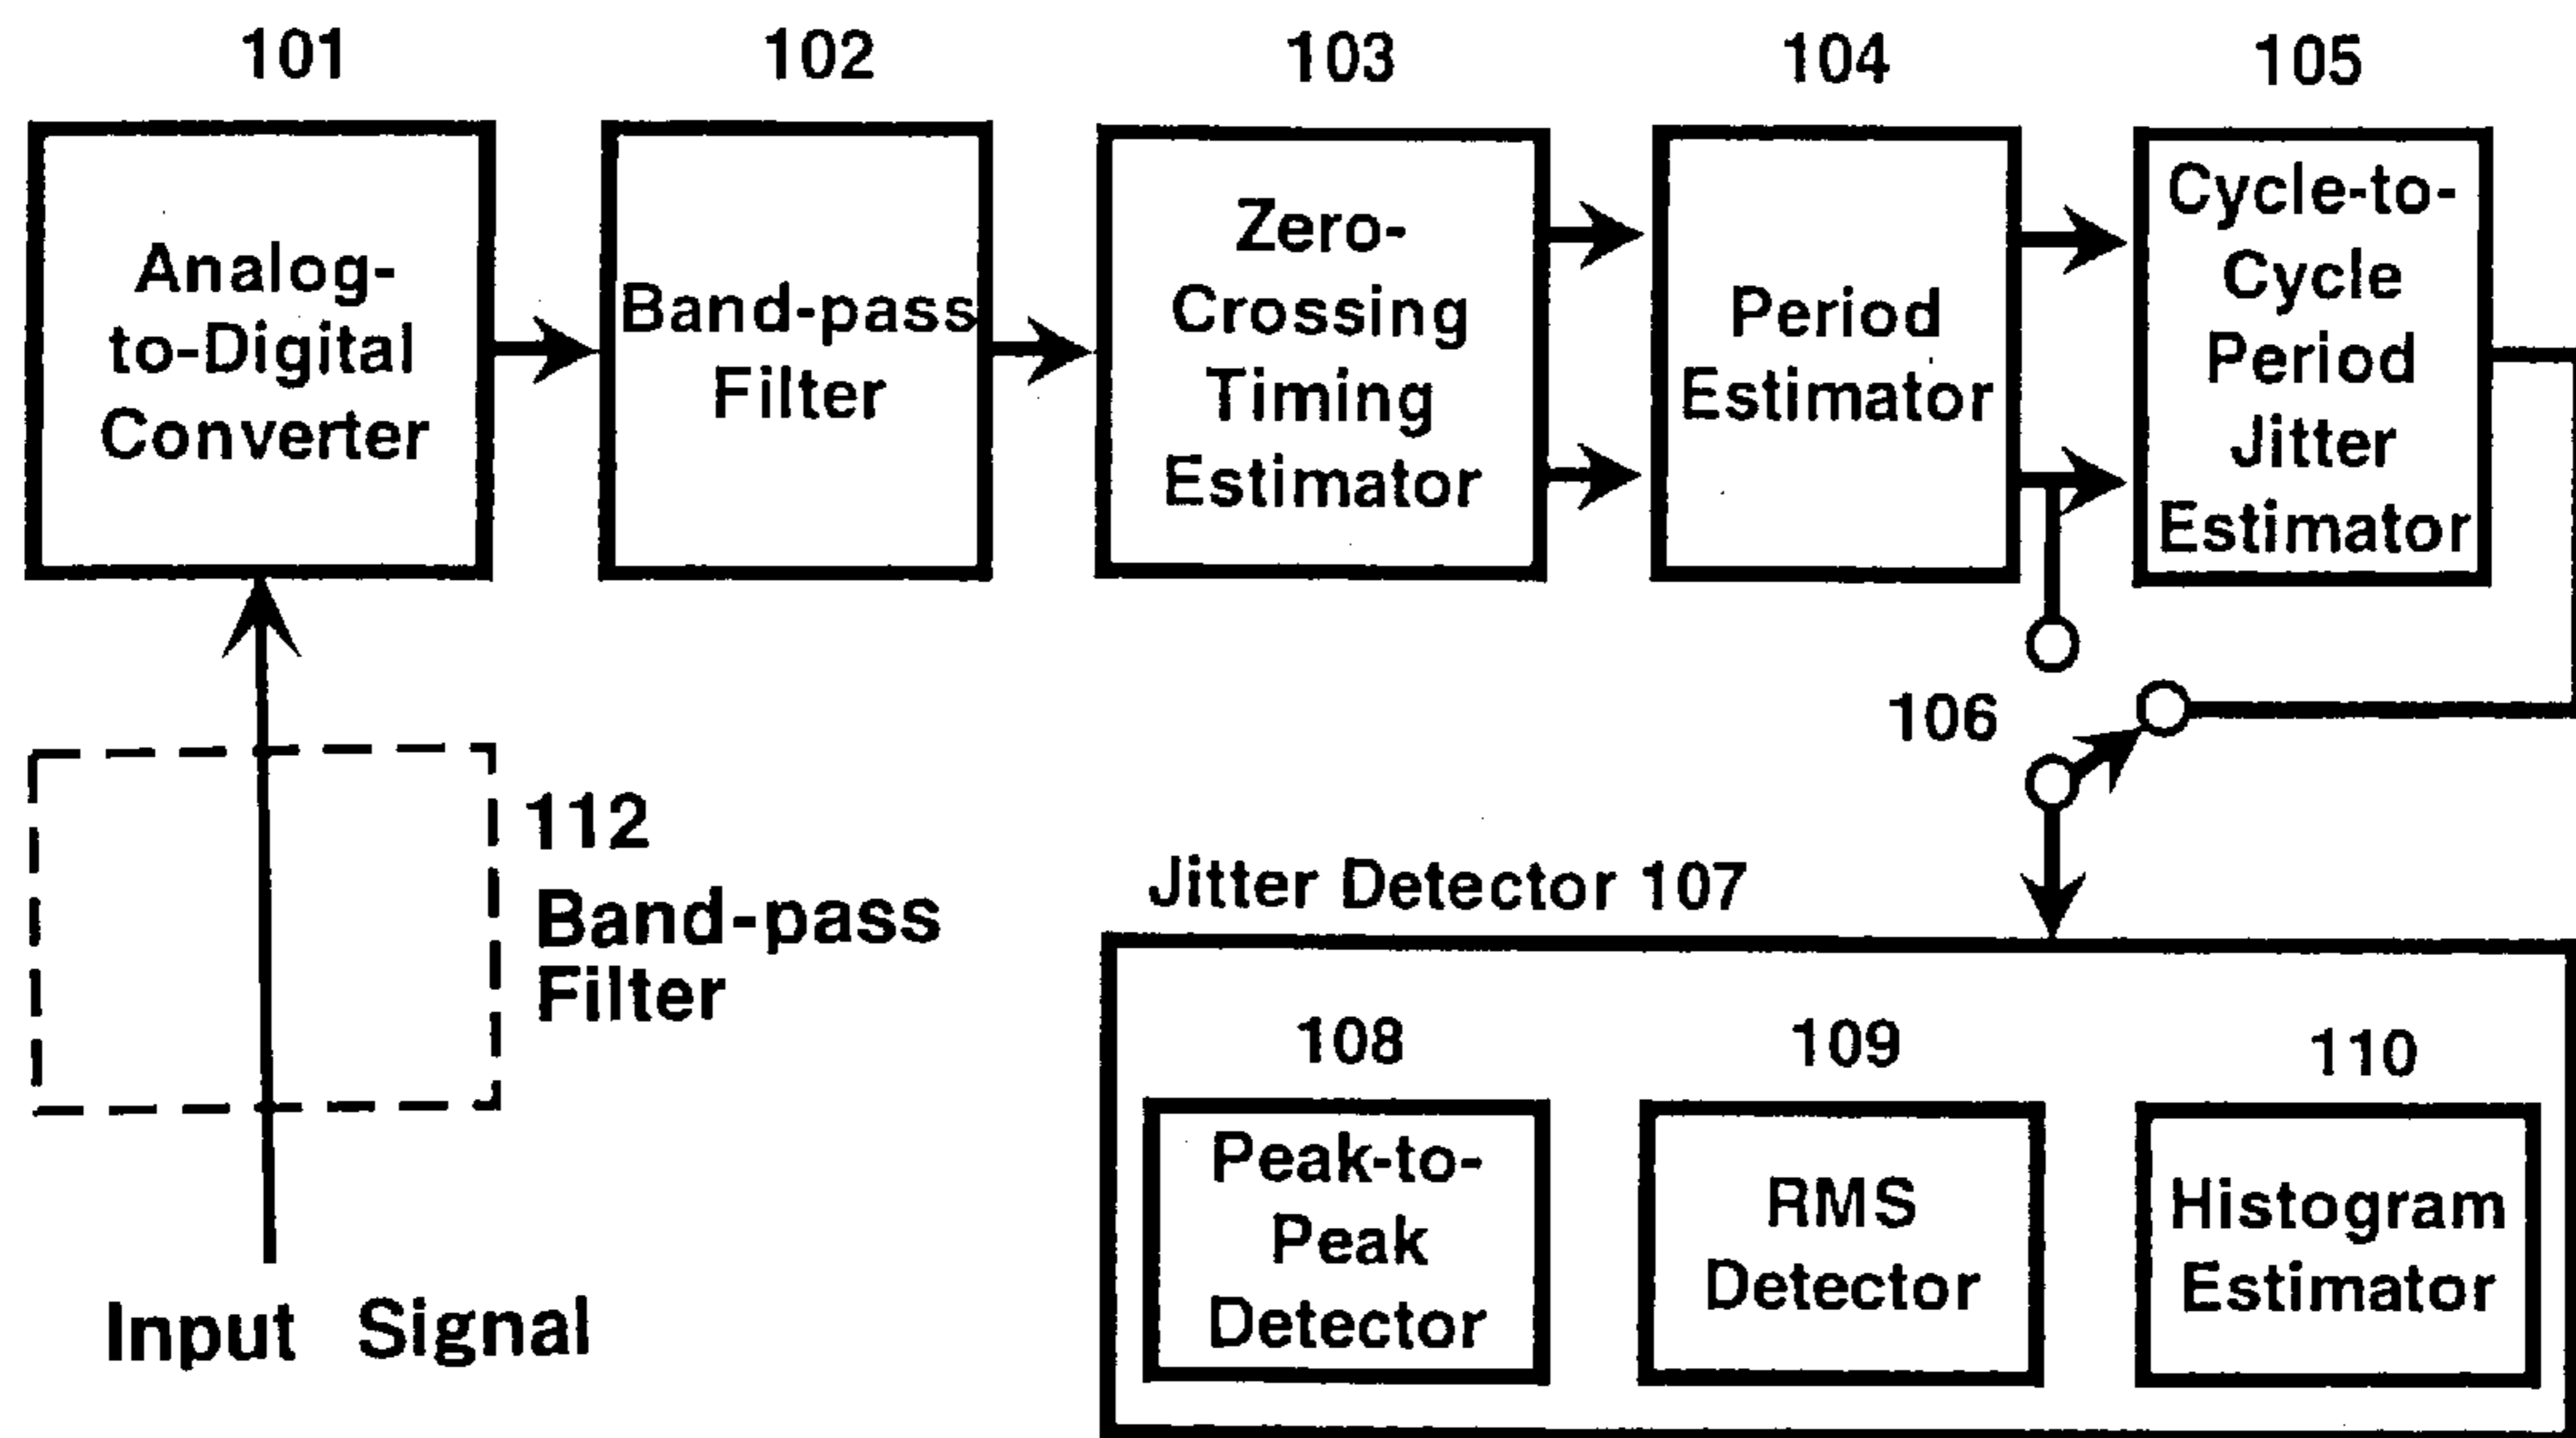 101
Analog-
to-Digital
Converter
102
Band-pass
Filter
103
Zero-
Crossing
Timing
Estimator
104
Period
Estimator
105
Cycle-to-
Cycle
Period
Jitter
Estimator
106
112
Band-pass
Filter
Input Signal
Jitter Detector 107
108
Peak-to-
Peak
Detector
109
RMS
Detector
110
Histogram
Estimator